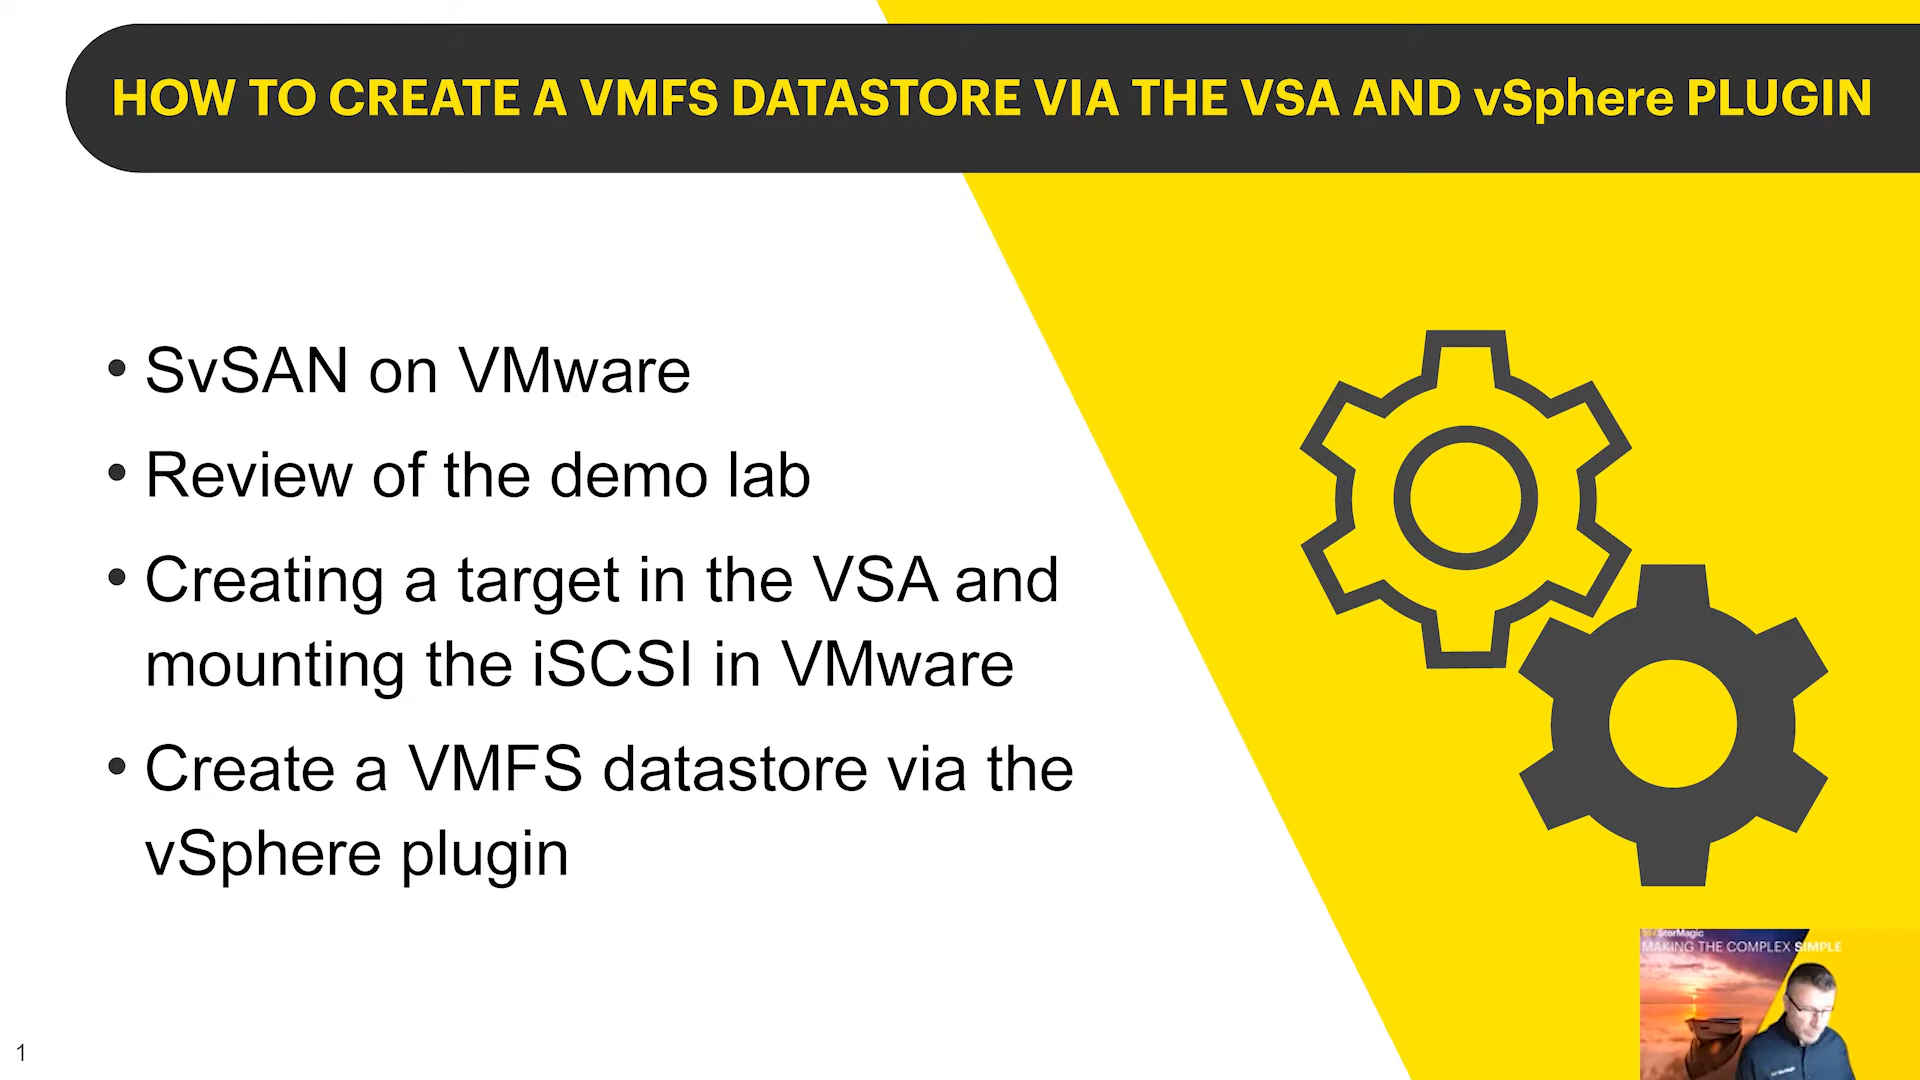 HOW TO CREATE A VMFS DATASTORE VIA THE VSA AND vSphere PLUGIN
• SvSAN on VMware
• Review of the demo lab
• Creating a target in the VSA and
mounting the iSCSI in VMware
• Create a VMFS datastore via the
vSphere plugin
StorMagic
MAKING THE COMPLEX SIMPLE
1